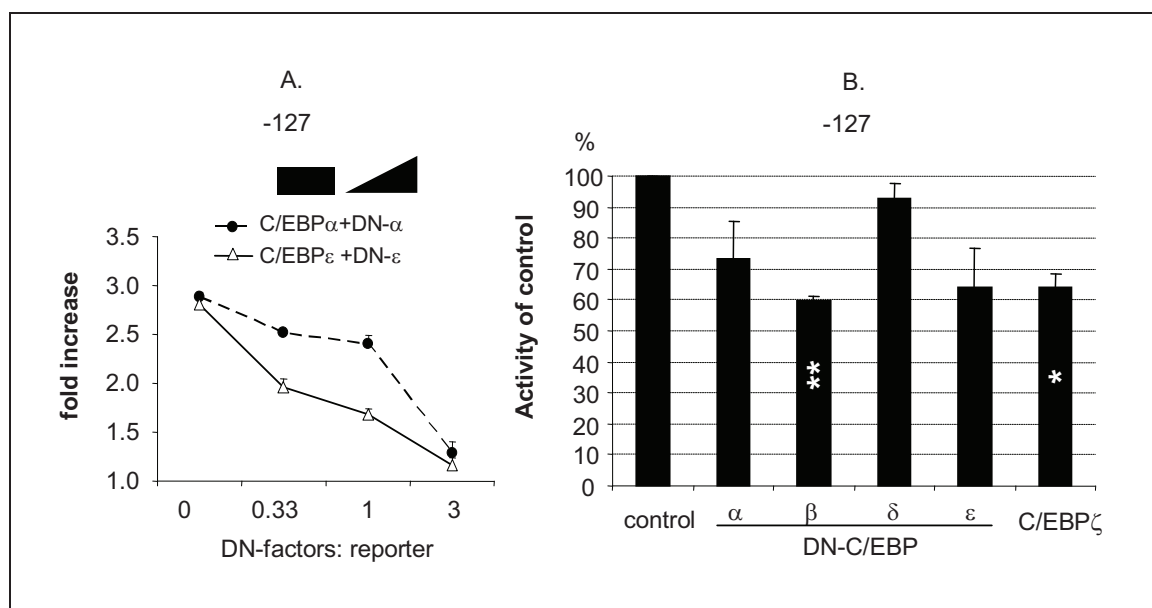 A.
-127
C/EBPα+DN-α
C/EBPε +DN-ε
3.5
3.0
2.5
2.0
1.5
1.0
fold increase
0 0.33 1 3
DN-factors: reporter
B.
-127
%
100
90
80
70
60
50
40
30
20
10
0
Activity of control
**
*
control α β δ ε C/EBPζ
DN-C/EBP